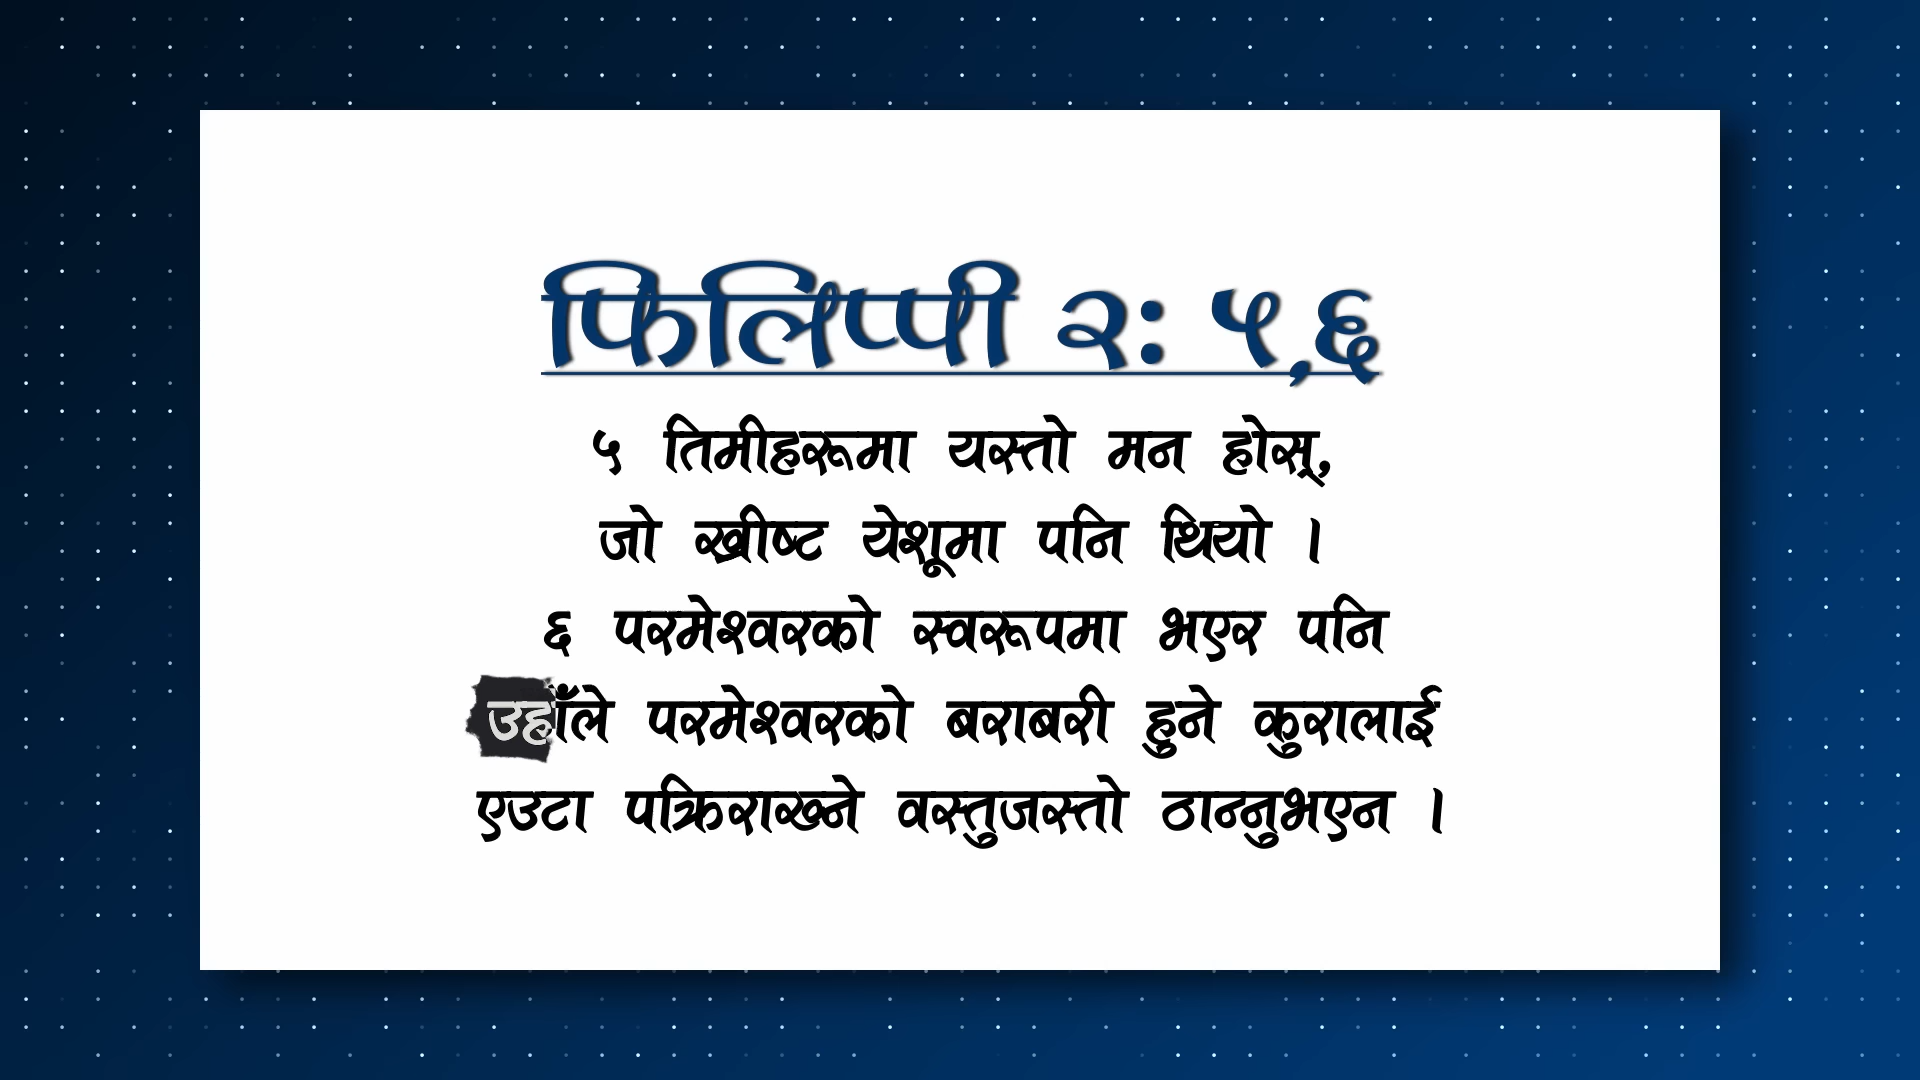 फिलिप्पी २ः ५,६
५ तिमीहरूमा यस्तो मन होस्,
जो ख्रीष्ट येशूमा पनि थियो ।
६ परमेश्वरको स्वरूपमा भएर पनि
उहाँले परमेश्वरको बराबरी हुने कुरालाई
एउटा पक्रिराख्ने वस्तुजस्तो ठान्नुभएन ।